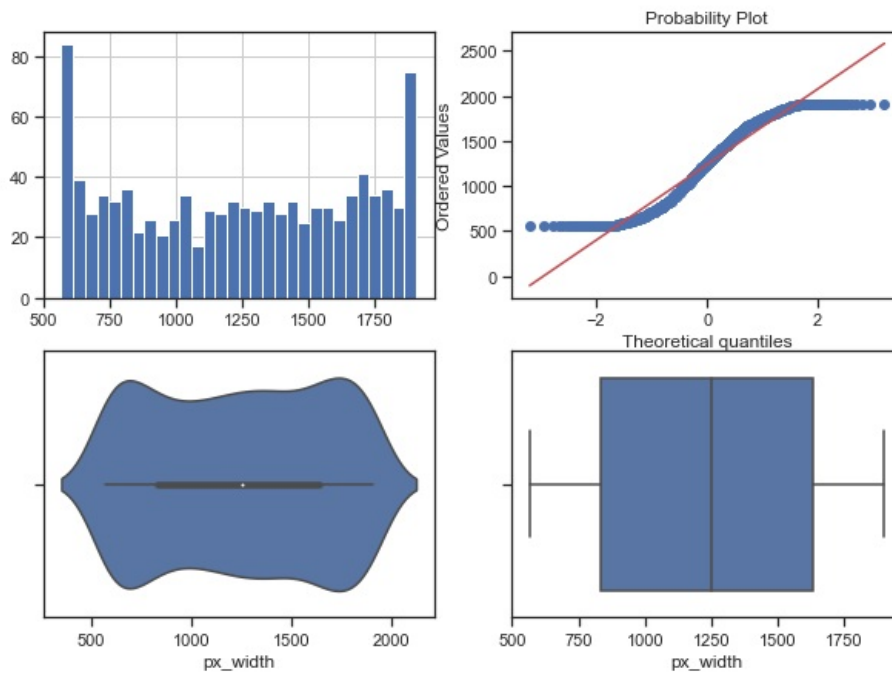 80
60
40
20
0
500 750 1000 1250 1500 1750
Probability Plot
Ordered Values
2500
2000
1500
1000
500
0
−2 0 2
Theoretical quantiles
500 1000 1500 2000
px_width
500 750 1000 1250 1500 1750
px_width